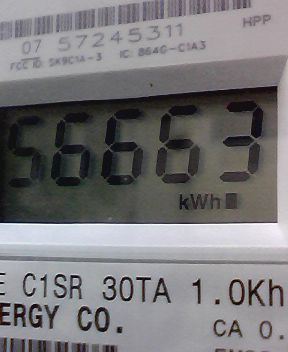 07 57245311
HPP
FCC ID: SK9C1A-3 IC: 864G-C1A3
56663
kWh
E C1SR 30TA 1.0Kh
ERGY CO.
CA 0.